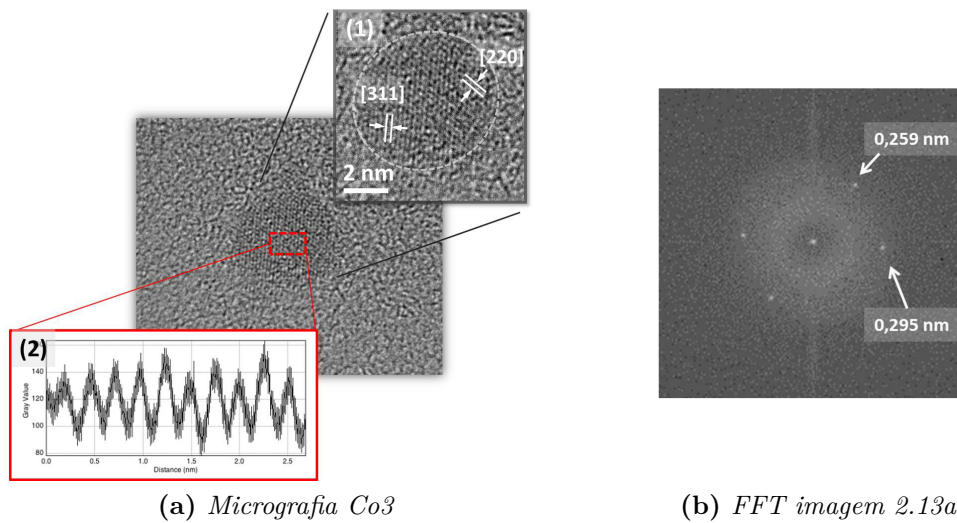 (1)
[220]
[311]
2 nm
0,259 nm
0,295 nm
(2)
140
120
100
80
Gray Value
0.0 0.5 1.0 1.5 2.0 2.5
Distance (nm)
(a) Micrografia Co3
(b) FFT imagem 2.13a